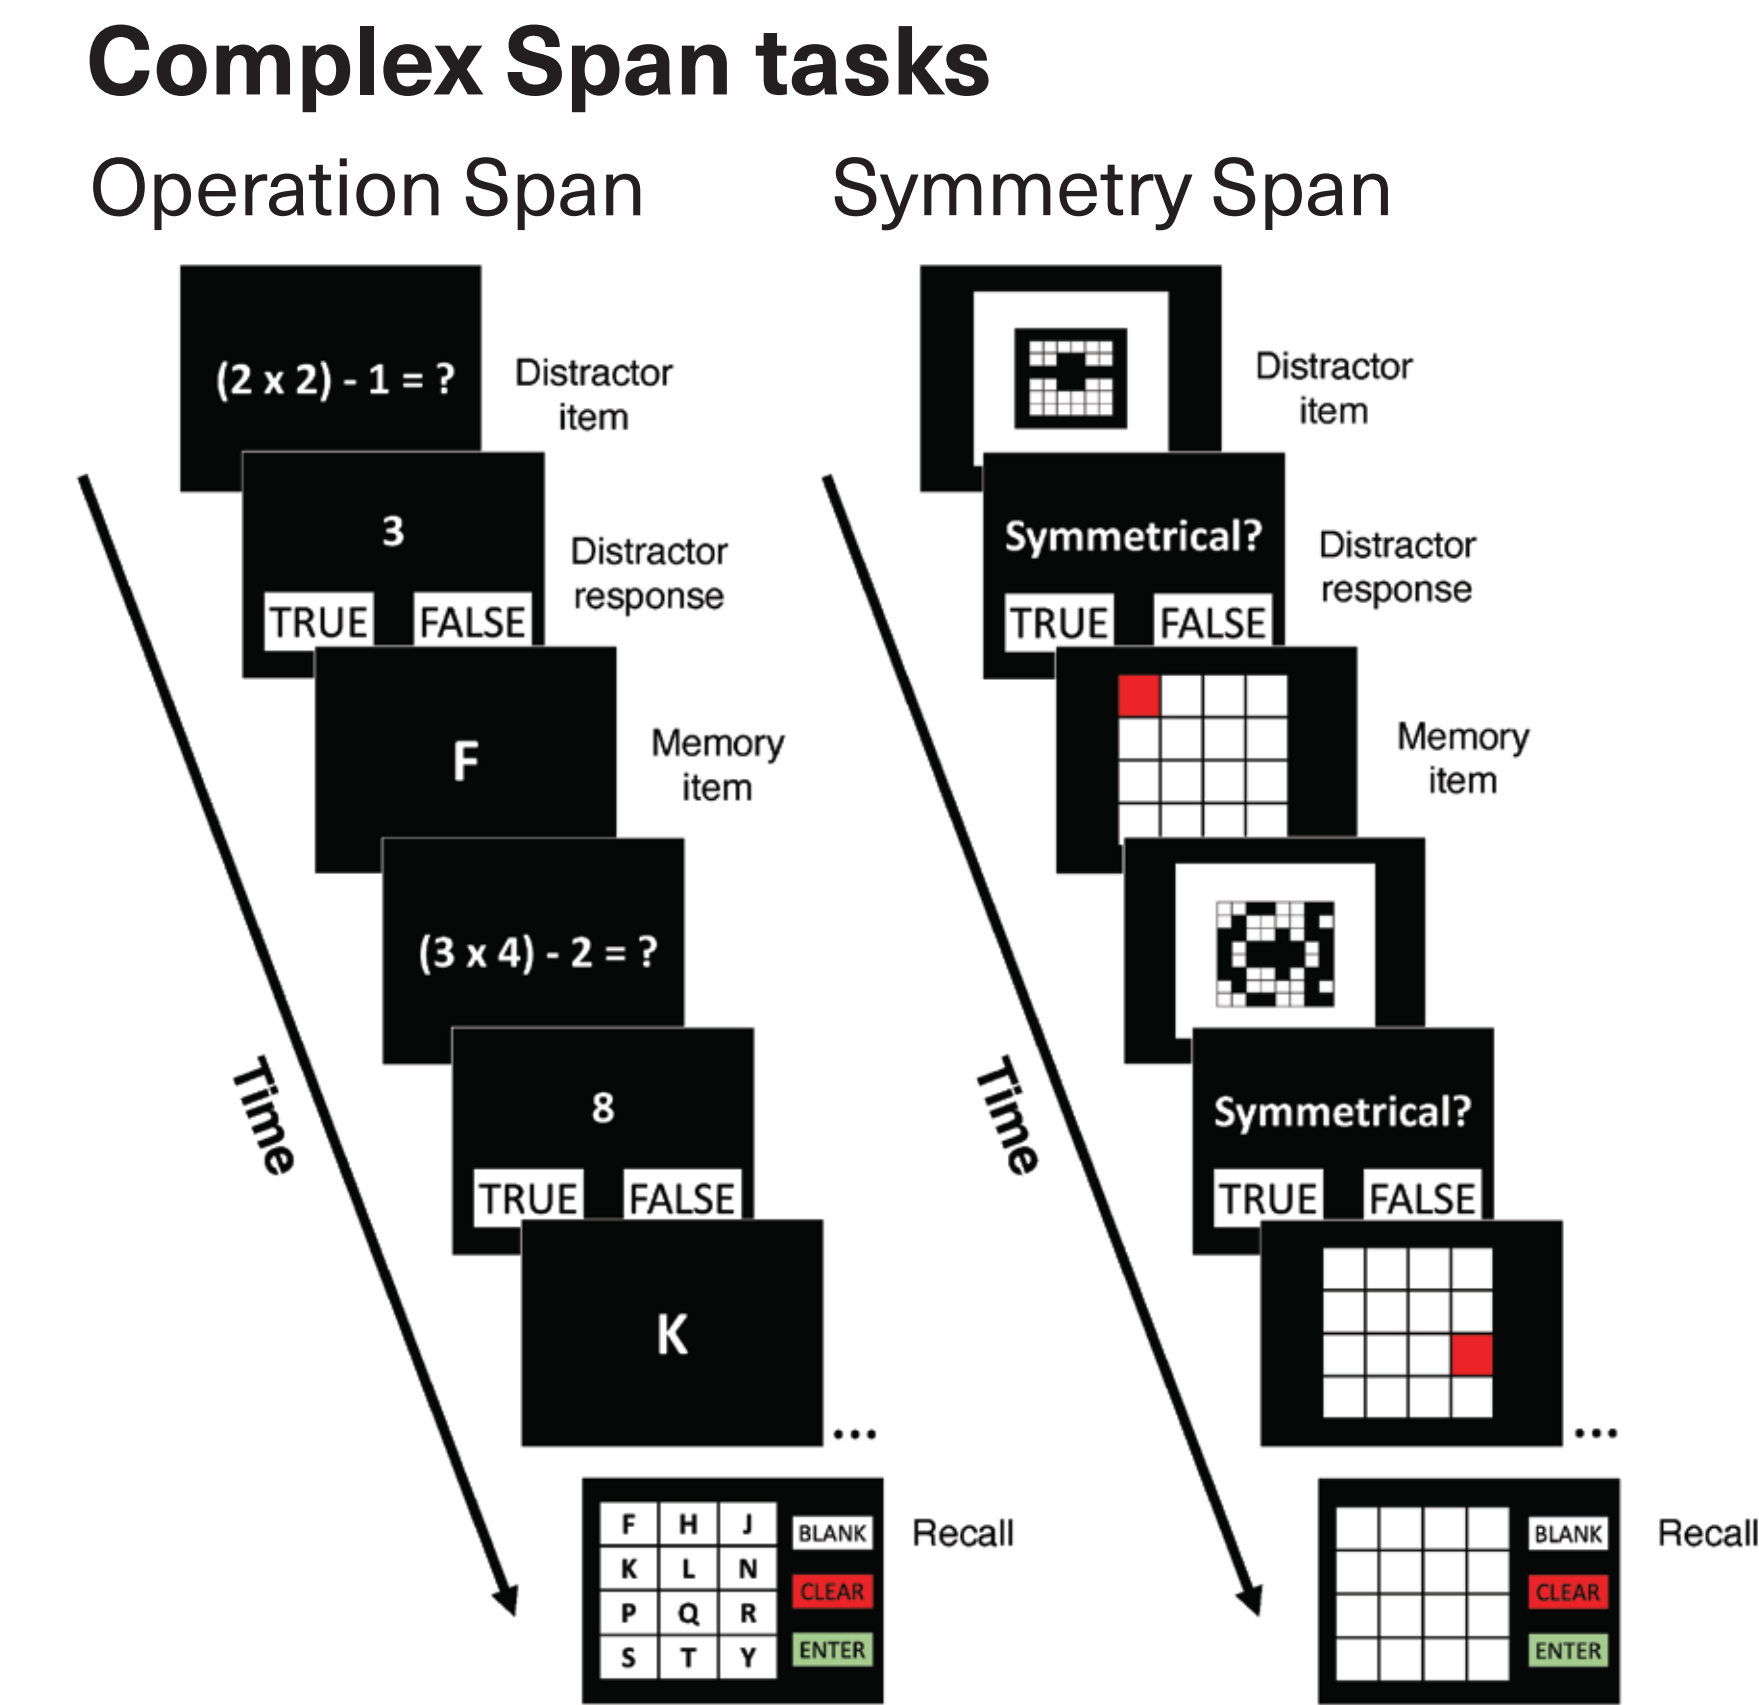 Complex Span tasks
Operation Span
(2 x 2) - 1 = ?
Distractor
item
3
TRUE FALSE
Distractor
response
F
Memory
item
(3 x 4) - 2 = ?
8
TRUE FALSE
K
...
Time
F H J
K L N
P Q R
S T Y
BLANK
CLEAR
ENTER
Recall
Symmetry Span
Distractor
item
Symmetrical?
TRUE FALSE
Distractor
response
Memory
item
Symmetrical?
TRUE FALSE
...
Time
BLANK
CLEAR
ENTER
Recall